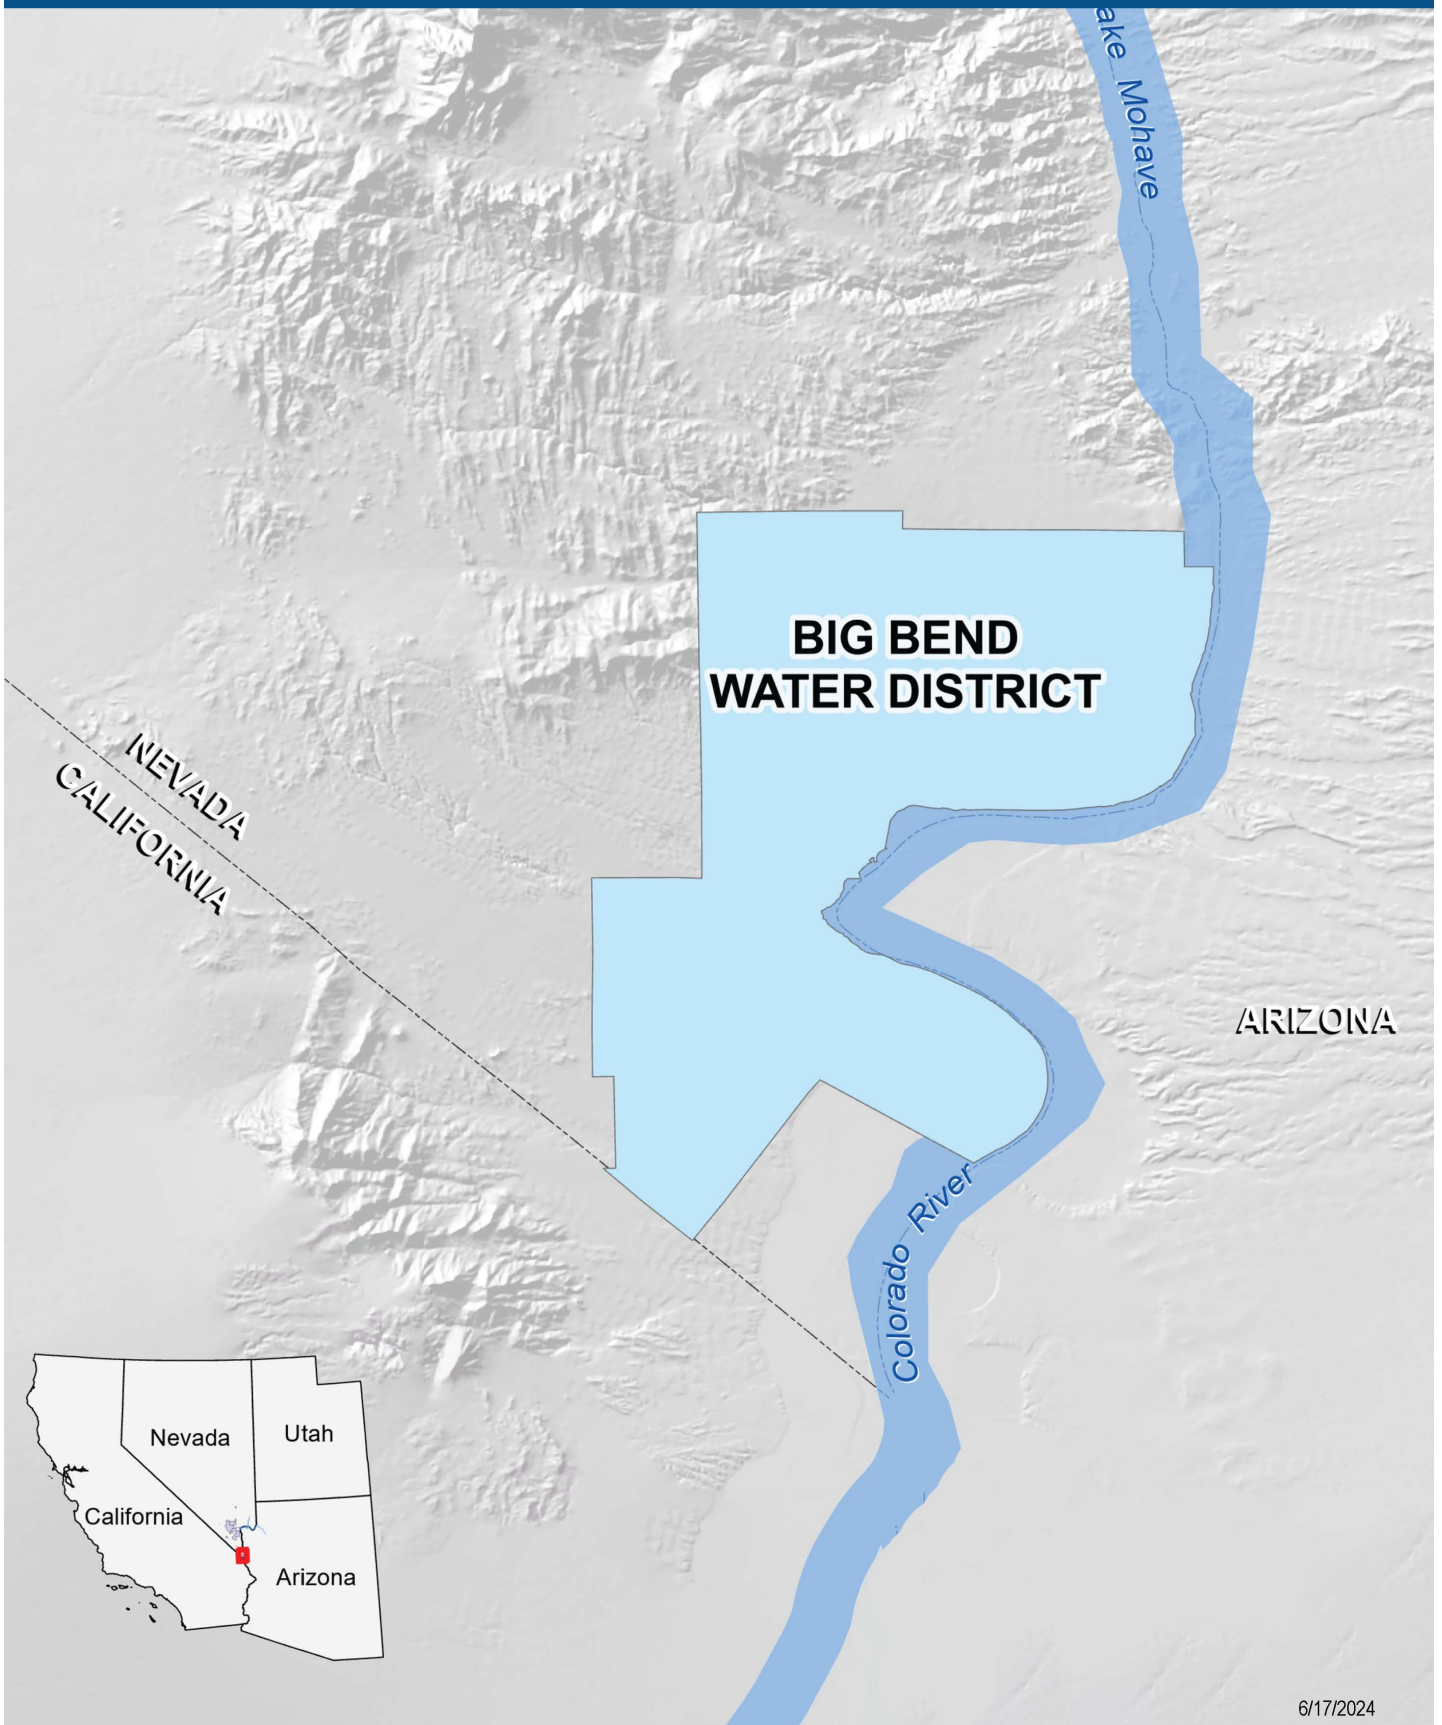 ake Mohave
BIG BEND
WATER DISTRICT
NEVADA
CALIFORNIA
ARIZONA
Colorado River
Nevada
Utah
California
Arizona
6/17/2024